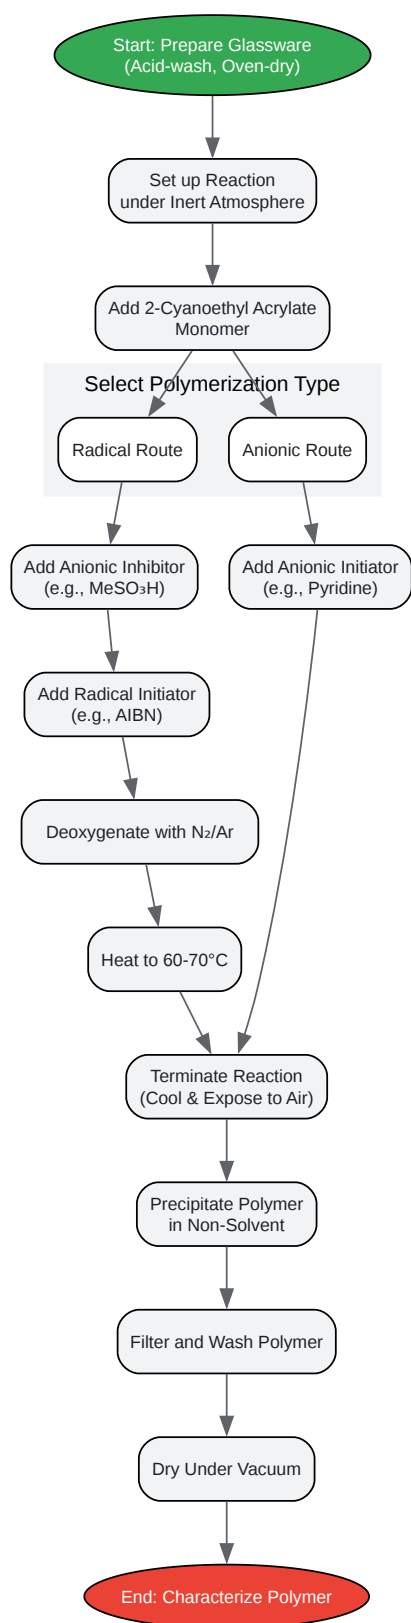 Start: Prepare Glassware
(Acid-wash, Oven-dry)
Set up Reaction
under Inert Atmosphere
Add 2-Cyanoethyl Acrylate
Monomer
Select Polymerization Type
Radical Route
Anionic Route
Add Anionic Inhibitor
(e.g., MeSO₃H)
Add Anionic Initiator
(e.g., Pyridine)
Add Radical Initiator
(e.g., AIBN)
Deoxygenate with N₂/Ar
Heat to 60-70°C
Terminate Reaction
(Cool & Expose to Air)
Precipitate Polymer
in Non-Solvent
Filter and Wash Polymer
Dry Under Vacuum
End: Characterize Polymer